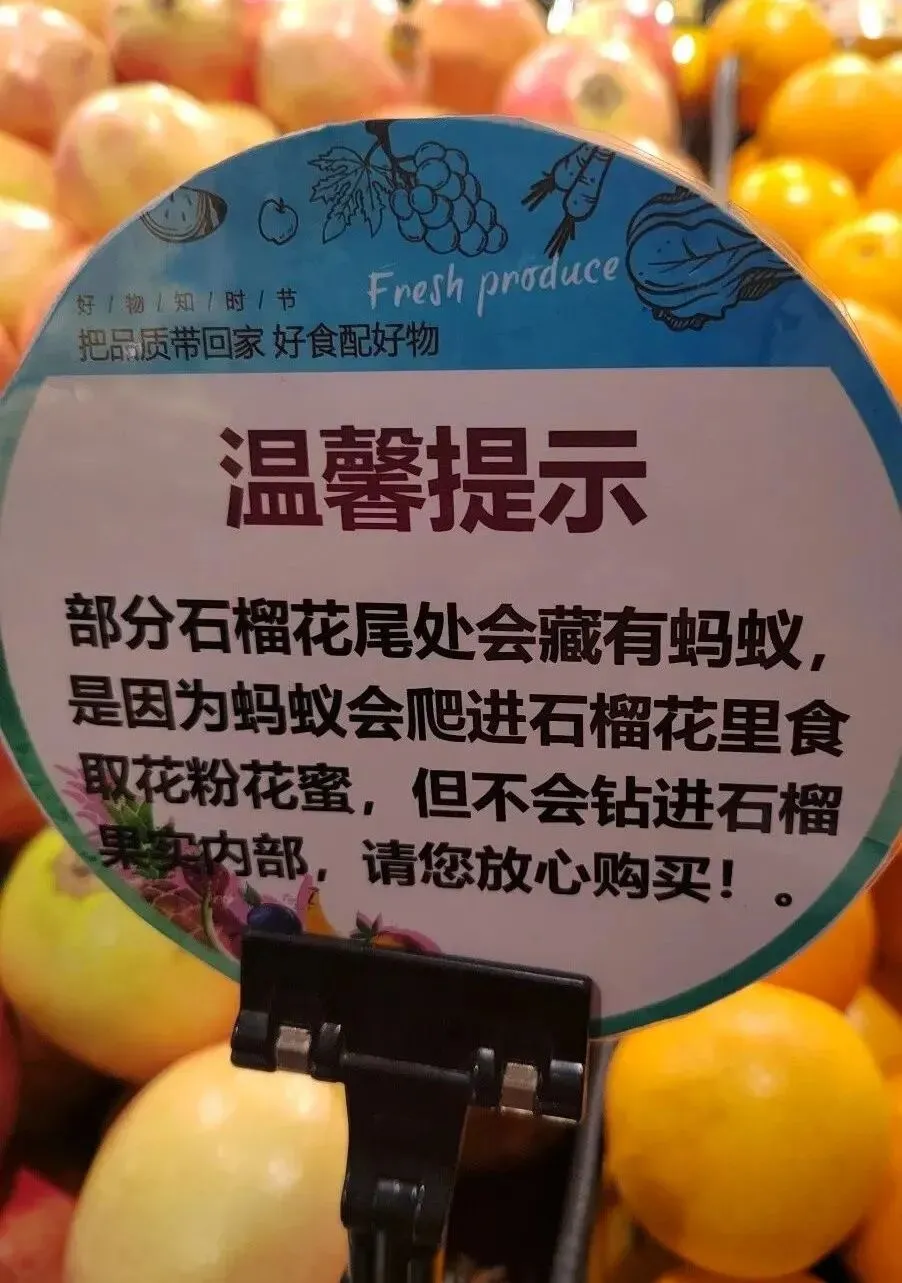 Fresh produce
好/物/知/时/节
把品质带回家 好食配好物
温馨提示
部分石榴花尾处会藏有蚂蚁，
是因为蚂蚁会爬进石榴花里食
取花粉花蜜，但不会钻进石榴
果实内部，请您放心购买！。